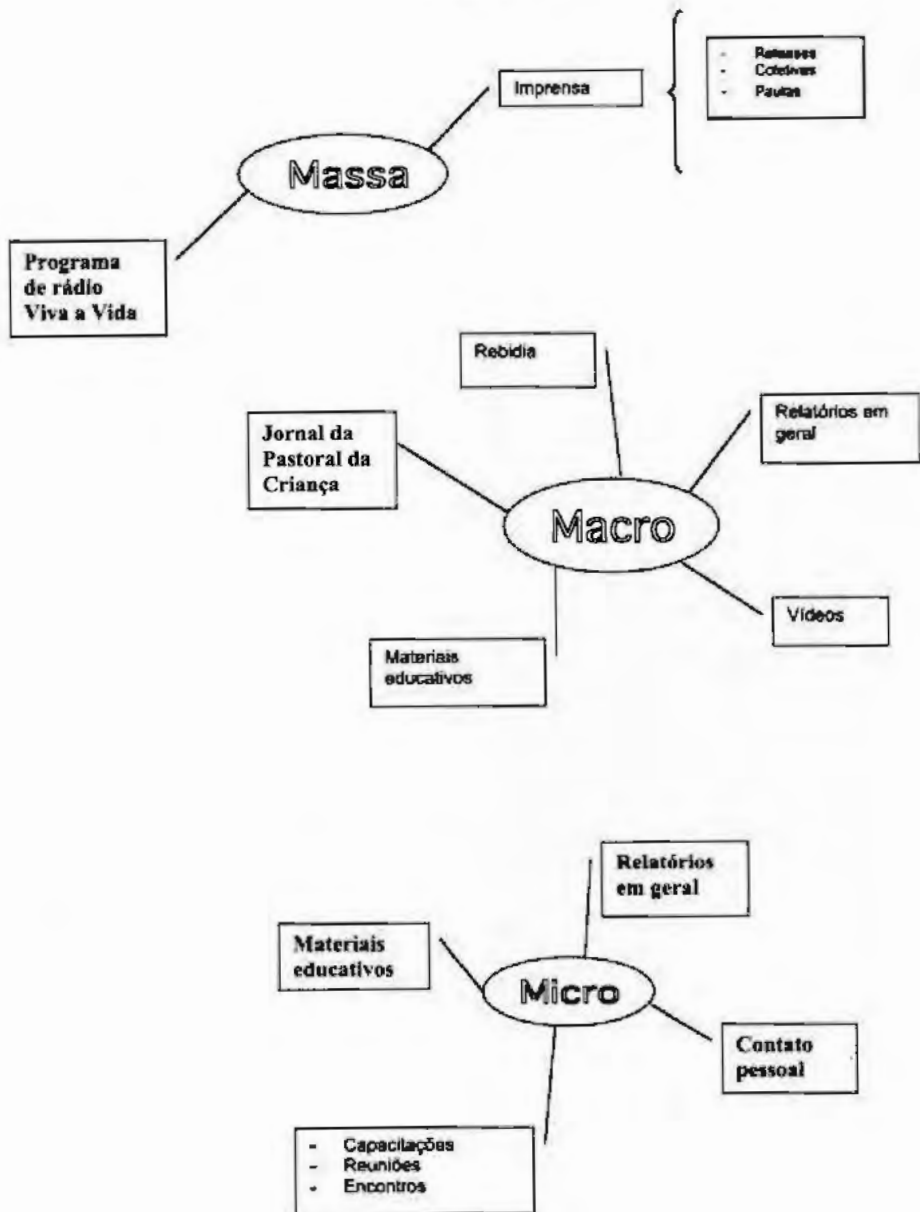 Imprensa
- Releases
- Coletivas
- Pautas
Massa
Programa
de rádio
Viva a Vida
Rebidia
Relatórios em
geral
Jornal da
Pastoral da
Criança
Macro
Vídeos
Materiais
educativos
Relatórios
em geral
Materiais
educativos
Micro
Contato
pessoal
- Capacitações
- Reuniões
- Encontros